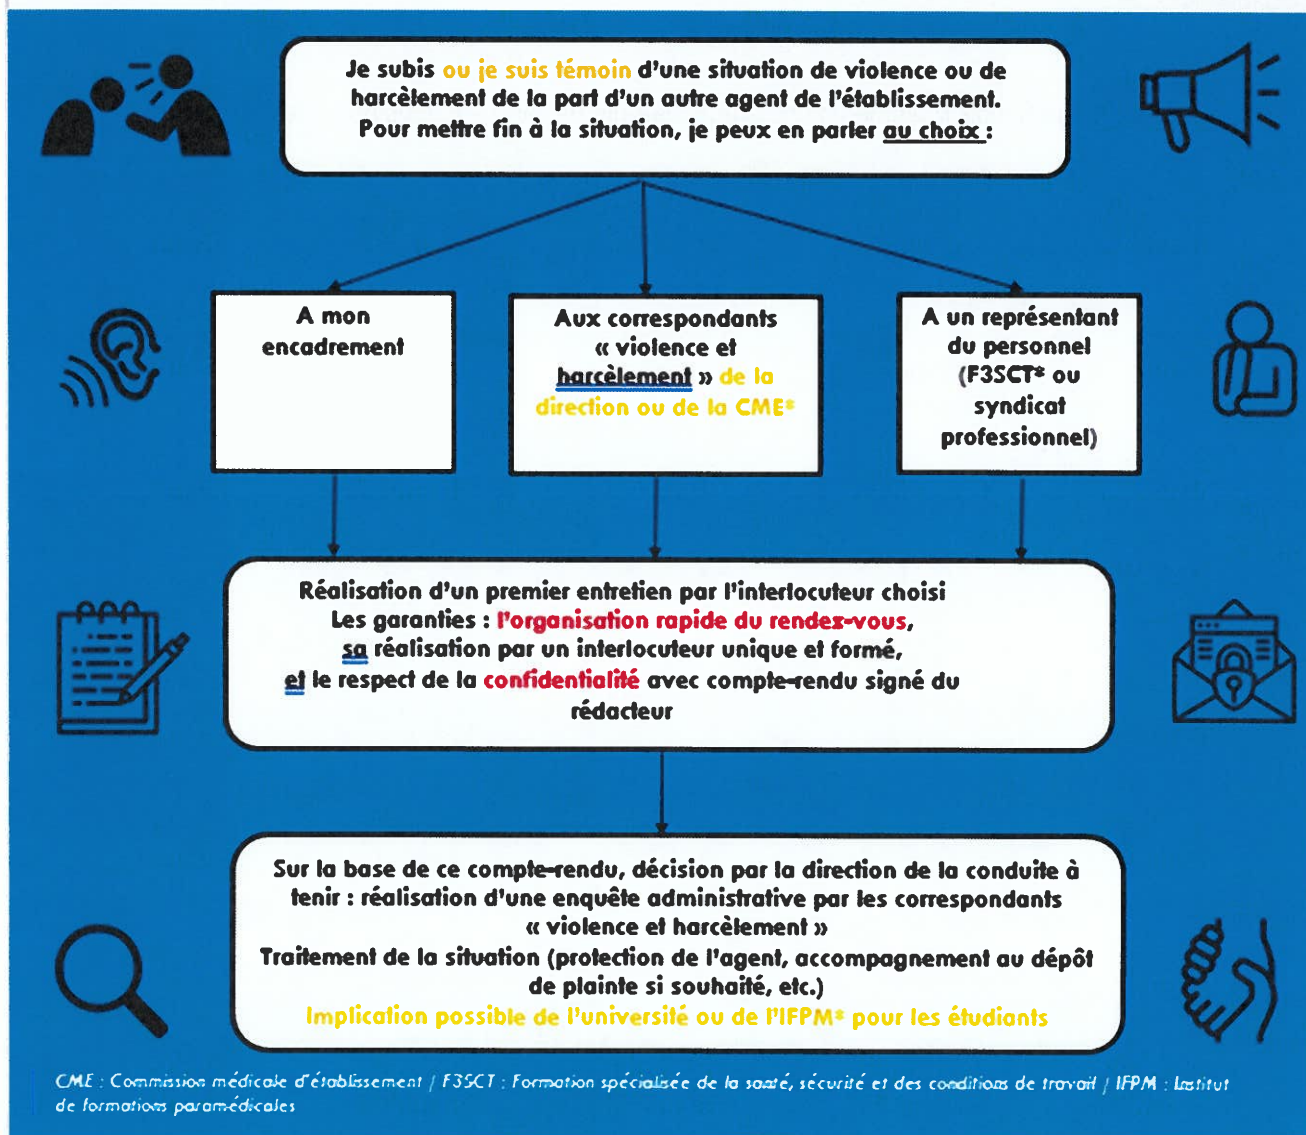 Je subis ou je suis témoin d'une situation de violence ou de
harcèlement de la part d'un autre agent de l'établissement.
Pour mettre fin à la situation, je peux en parler au choix :
A mon
encadrement
Aux correspondants
« violence et
harcèlement » de la
direction ou de la CME*
A un représentant
du personnel
(F3SCT* ou
syndicat
professionnel)
Réalisation d'un premier entretien par l'interlocuteur choisi
Les garanties : l'organisation rapide du rendez-vous,
sa réalisation par un interlocuteur unique et formé,
et le respect de la confidentialité avec compte-rendu signé du
rédacteur
Sur la base de ce compte-rendu, décision par la direction de la conduite à
tenir : réalisation d'une enquête administrative par les correspondants
« violence et harcèlement »
Traitement de la situation (protection de l'agent, accompagnement au dépôt
de plainte si souhaité, etc.)
Implication possible de l'université ou de l'IFPM* pour les étudiants
CME : Commission médicale d'établissement / F3SCT : Formation spécialisée de la santé, sécurité et des conditions de travail / IFPM : Institut
de formations paramédicales